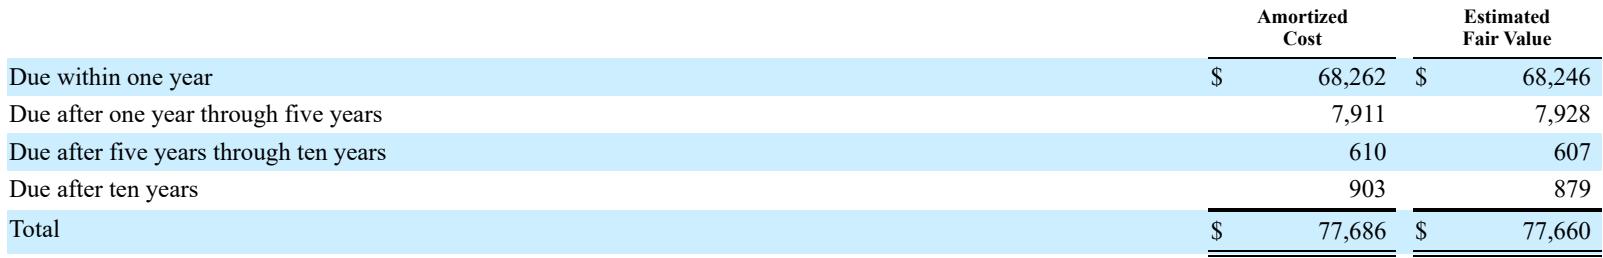 Amortized Estimated
Cost Fair Value
Due within one year $ 68,262 $ 68,246
Due after one year through five years 7,911 7,928
Due after five years through ten years 610 607
Due after ten years 903 879
Total $ 77,686 $ 77,660